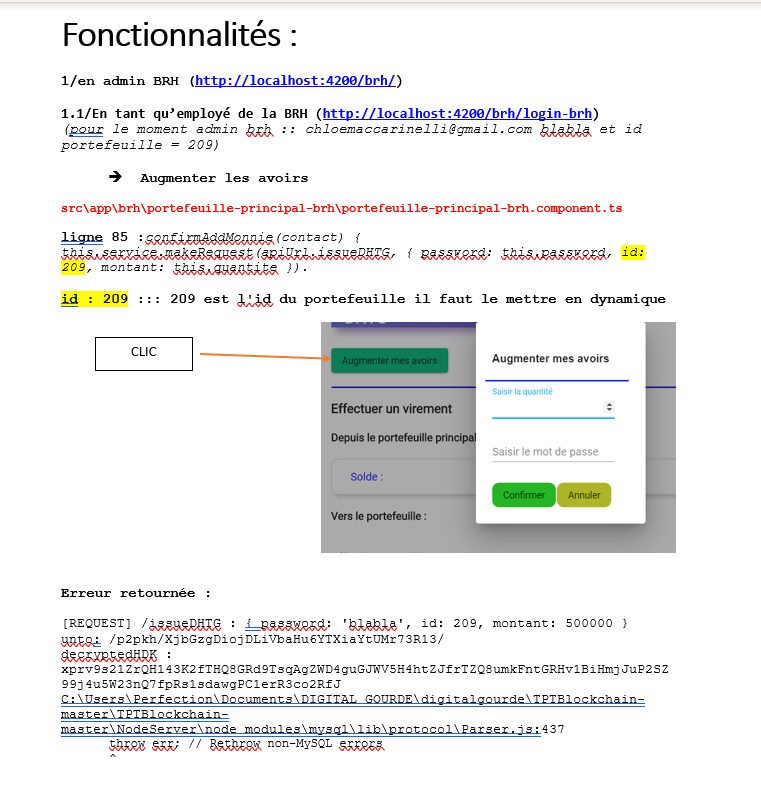 Fonctionnalités :
1/en admin BRH (http://localhost:4200/brh/)
1.1/En tant qu’employé de la BRH (http://localhost:4200/brh/login-brh)
(pour le moment admin brh :: chloemaccarinelli@gmail.com blabla et id
portefeuille = 209)
➔ Augmenter les avoirs
src\app\brh\portefeuille-principal-brh\portefeuille-principal-brh.component.ts
ligne 85 :confirmAddMonnie(contact) {
this.service.makeRequest(apiUrl.issueDHTG, { password: this.password, id:
209, montant: this.quantite }).
id : 209 ::: 209 est l'id du portefeuille il faut le mettre en dynamique
CLIC
Augmenter mes avoirs
Effectuer un virement
Depuis le portefeuille principal
Solde :
Vers le portefeuille :
Augmenter mes avoirs
Saisir la quantité
Saisir le mot de passe
Confirmer Annuler
Erreur retournée :
[REQUEST] /issueDHTG : { password: 'blabla', id: 209, montant: 500000 }
unto: /p2pkh/XjbGzgDiojDLiVbaHu6YTXiaYtUMr73R13/
decryptedHDK :
xprv9s21ZrQH143K2fTHQ8GRd9TsqAgZWD4guGJWV5H4htZJfrTZQ8umkFntGRHv1BiHmjJuP2SZ
99j4u5W23nQ7fpRs1sdawgPC1erR3co2RfJ
C:\Users\Perfection\Documents\DIGITAL GOURDE\digitalgourde\TPTBlockchain-
master\TPTBlockchain-
master\NodeServer\node_modules\mysql\lib\protocol\Parser.js:437
throw err; // Rethrow non-MySQL errors
^